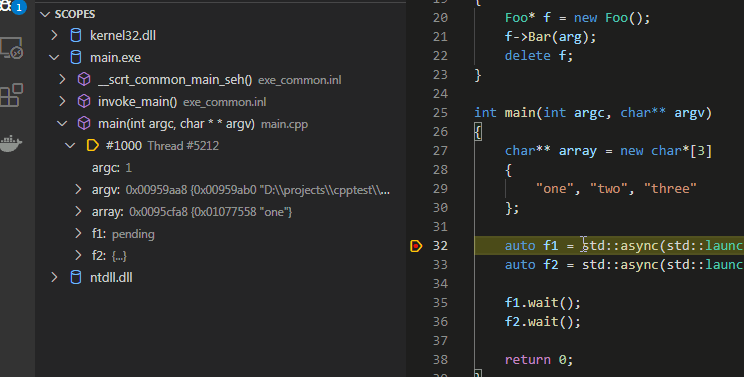 1
SCOPES
kernel32.dll
main.exe
__scrt_common_main_seh() exe_common.inl
invoke_main() exe_common.inl
main(int argc, char * * argv) main.cpp
#1000 Thread #5212
argc: 1
argv: 0x00959aa8 {0x00959ab0 "D:\\projects\\cpptest\\...
array: 0x0095cfa8 {0x01077558 "one"}
f1: pending
f2: {...}
ntdll.dll
{
20 Foo* f = new Foo();
21 f->Bar(arg);
22 delete f;
23 }
24
25 int main(int argc, char** argv)
26 {
27 char** array = new char*[3]
28 {
29 "one", "two", "three"
30 };
31
32 auto f1 = std::async(std::launc
33 auto f2 = std::async(std::launc
34
35 f1.wait();
36 f2.wait();
37
38 return 0;